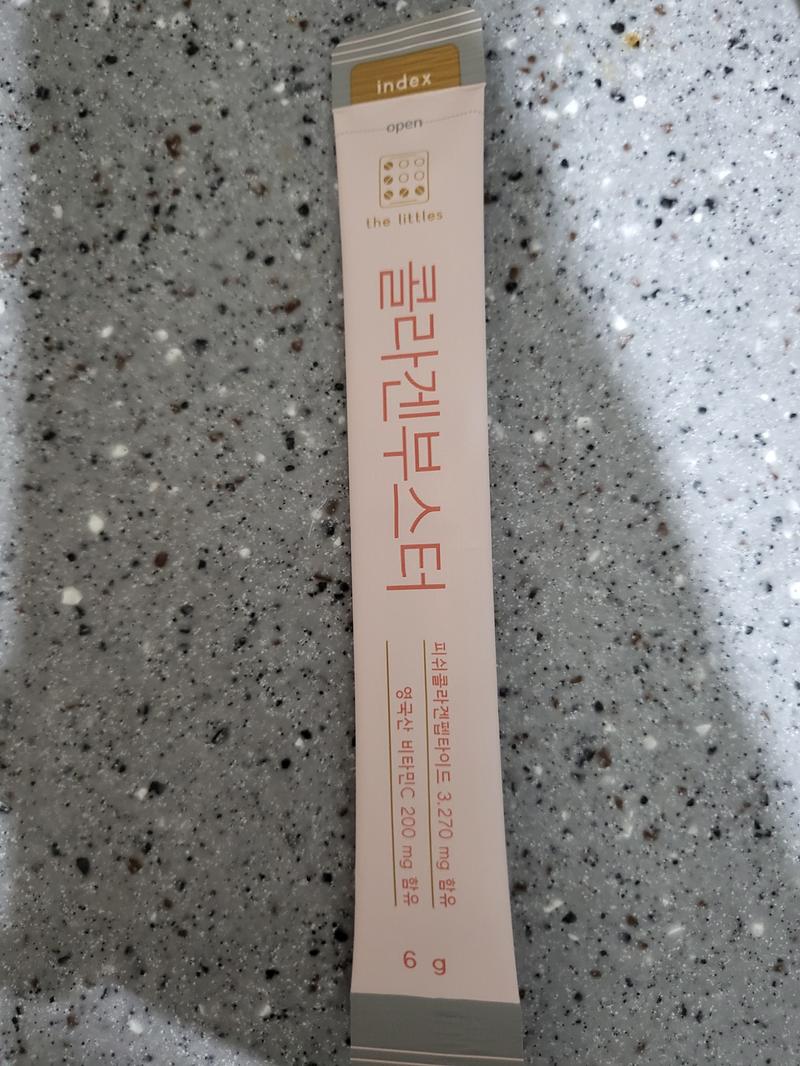 index
open
the littles
콜라겐부스터
피쉬콜라겐펩타이드 3,270 mg 함유
영국산 비타민C 200 mg 함유
6 g